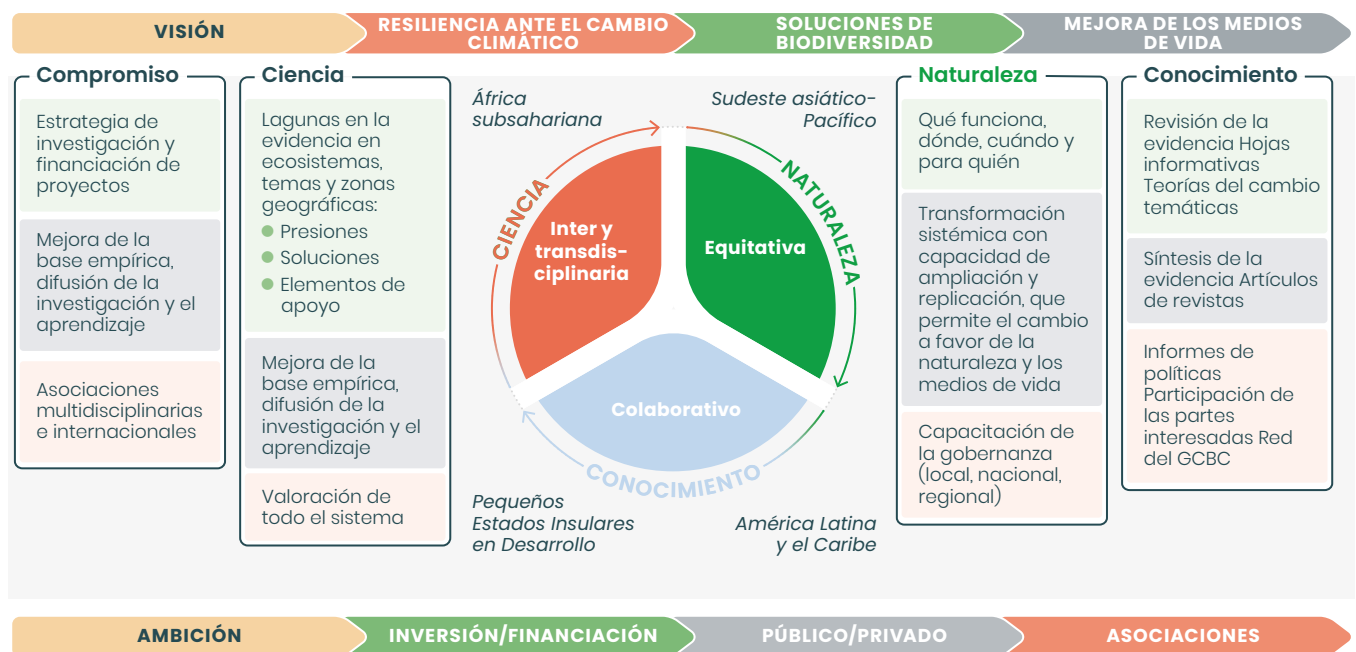 VISIÓN
RESILIENCIA ANTE EL CAMBIO
CLIMÁTICO
SOLUCIONES DE
BIODIVERSIDAD
MEJORA DE LOS MEDIOS
DE VIDA
Compromiso
Estrategia de
investigación y
financiación de
proyectos
Mejora de la
base empírica,
difusión de la
investigación y el
aprendizaje
Asociaciones
multidisciplinarias
e internacionales
Ciencia
Lagunas en la
evidencia en
ecosistemas,
temas y zonas
geográficas:
Presiones
Soluciones
Elementos de
apoyo
Mejora de la
base empírica,
difusión de la
investigación y el
aprendizaje
Valoración de
todo el sistema
África
subsahariana
Sudeste asiático-
Pacífico
CIENCIA
NATURALEZA
CONOCIMIENTO
Inter y
transdis-
ciplinaria
Equitativa
Colaborativo
Pequeños
Estados Insulares
en Desarrollo
América Latina
y el Caribe
Naturaleza
Qué funciona,
dónde, cuándo y
para quién
Transformación
sistémica con
capacidad de
ampliación y
replicación, que
permite el cambio
a favor de la
naturaleza y los
medios de vida
Capacitación de
la gobernanza
(local, nacional,
regional)
Conocimiento
Revisión de la
evidencia Hojas
informativas
Teorías del cambio
temáticas
Síntesis de la
evidencia Artículos
de revistas
Informes de
políticas
Participación de
las partes
interesadas Red
del GCBC
AMBICIÓN
INVERSIÓN/FINANCIACIÓN
PÚBLICO/PRIVADO
ASOCIACIONES